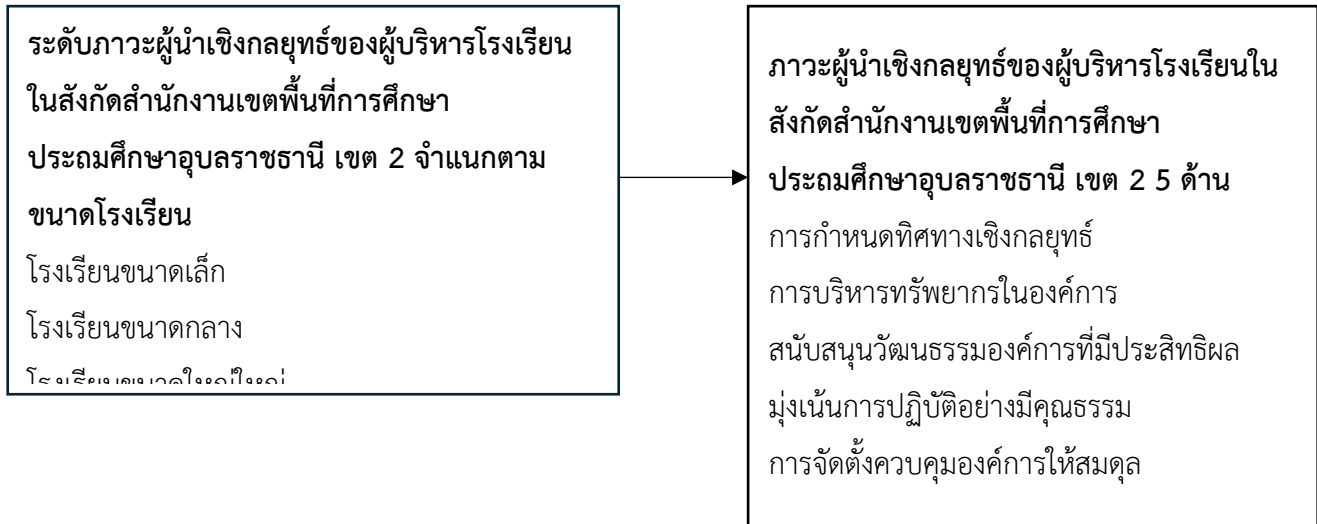 ระดับภาวะผู้นำเชิงกลยุทธ์ของผู้บริหารโรงเรียน
ในสังกัดสำนักงานเขตพื้นที่การศึกษา
ประถมศึกษาอุบลราชธานี เขต 2 จำแนกตาม
ขนาดโรงเรียน
โรงเรียนขนาดเล็ก
โรงเรียนขนาดกลาง
โรงเรียนขนาดใหญ่ใหญ่
ภาวะผู้นำเชิงกลยุทธ์ของผู้บริหารโรงเรียนใน
สังกัดสำนักงานเขตพื้นที่การศึกษา
ประถมศึกษาอุบลราชธานี เขต 2 5 ด้าน
การกำหนดทิศทางเชิงกลยุทธ์
การบริหารทรัพยากรในองค์การ
สนับสนุนวัฒนธรรมองค์การที่มีประสิทธิผล
มุ่งเน้นการปฏิบัติอย่างมีคุณธรรม
การจัดตั้งควบคุมองค์การให้สมดุล